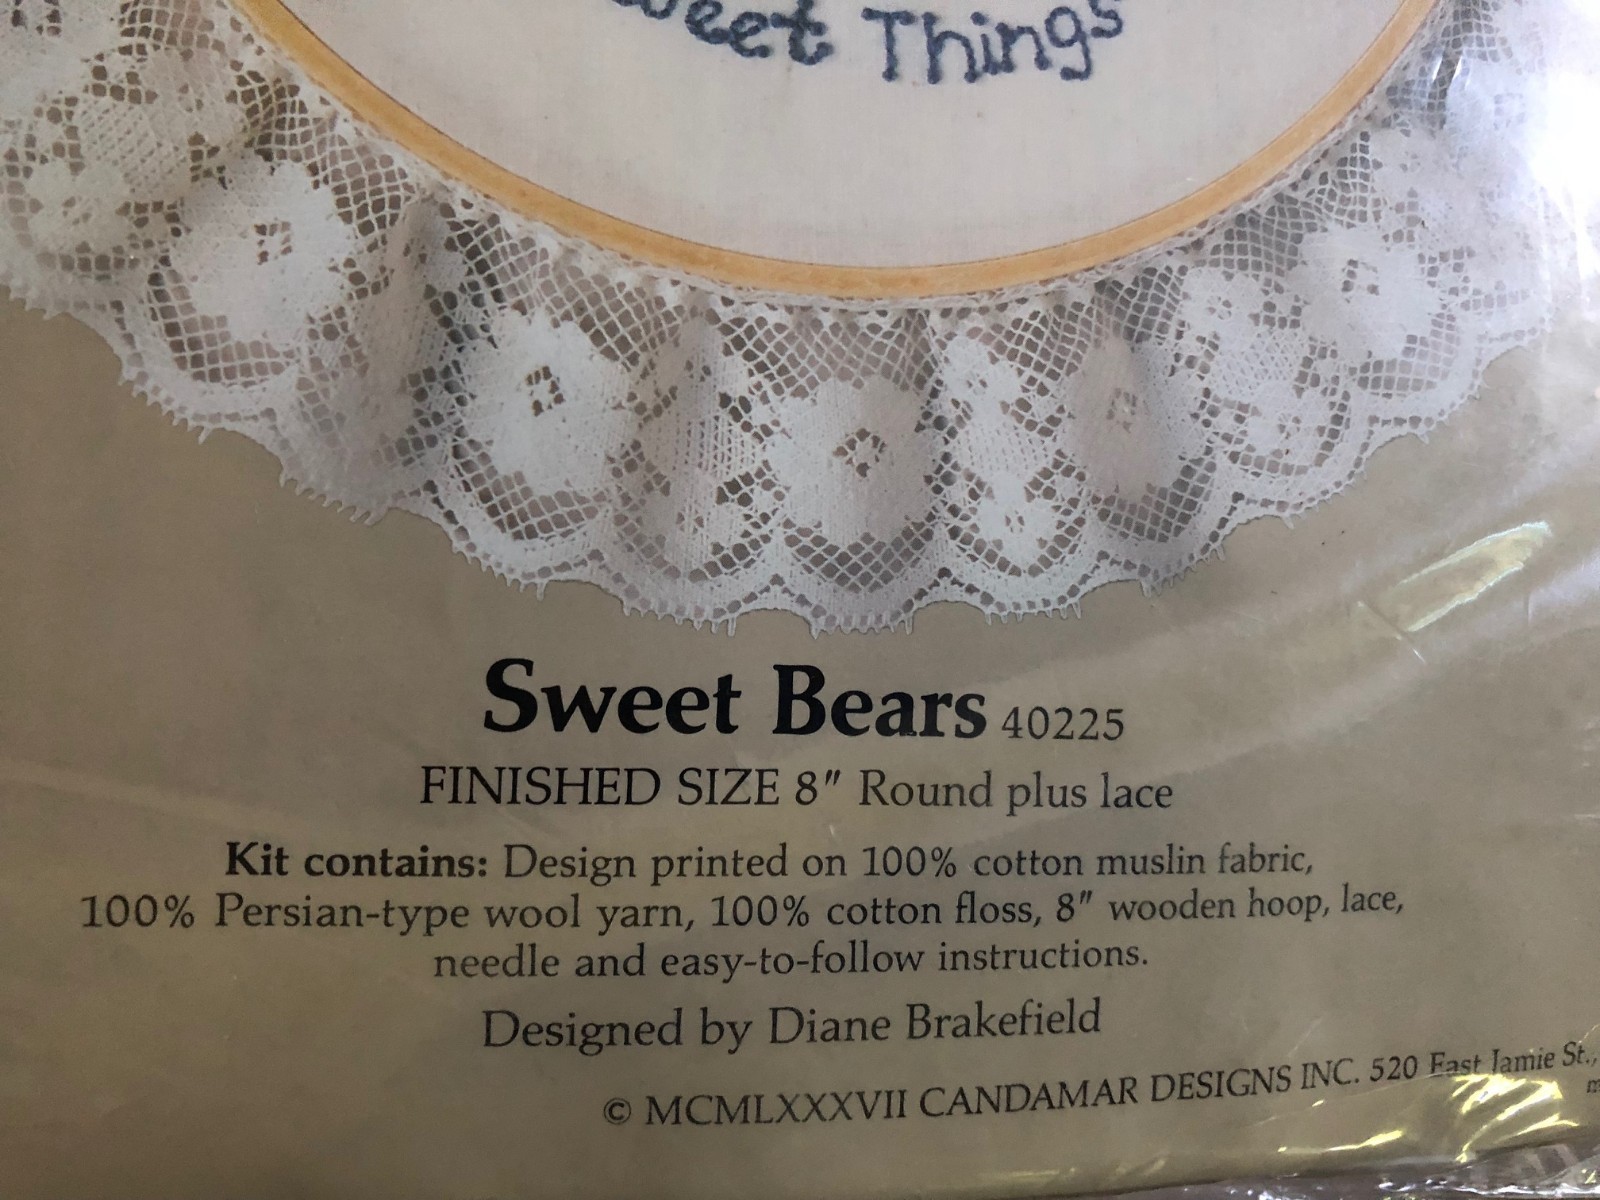 Things
Sweet Bears 40225
FINISHED SIZE 8" Round plus lace
Kit contains: Design printed on 100% cotton muslin fabric,
100% Persian-type wool yarn, 100% cotton floss, 8" wooden hoop, lace,
needle and easy-to-follow instructions.
Designed by Diane Brakefield
© MCMLXXXVII CANDAMAR DESIGNS INC. 520 East Jamie St.,